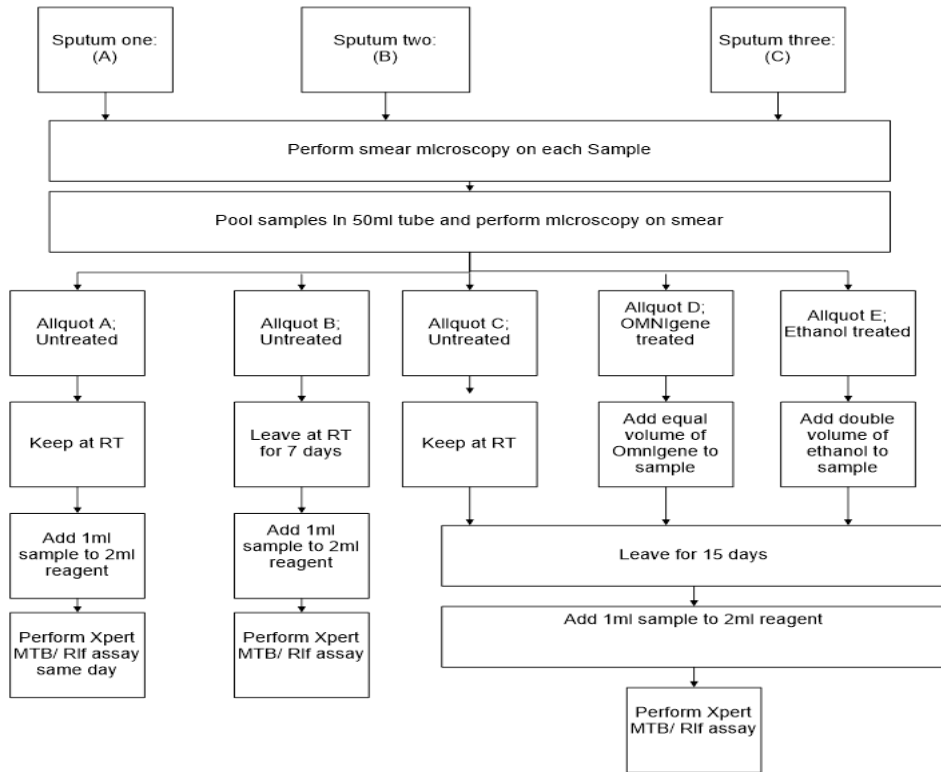 Sputum one:
(A)
Sputum two:
(B)
Sputum three:
(C)
Perform smear mIcroscopy on each Sample
Pool samples In 50ml tube and perform mIcroscopy on smear
AlIquot A;
Untreated
AlIquot B;
Untreated
AlIquot C;
Untreated
AlIquot D;
OMNIgene
treated
AlIquot E;
Ethanol treated
Keep at RT
Leave at RT
for 7 days
Keep at RT
Add equal
volume of
OmnIgene to
sample
Add double
volume of
ethanol to
sample
Add 1ml
sample to 2ml
reagent
Add 1ml
sample to 2ml
reagent
Leave for 15 days
Perform Xpert
MTB/ RIf assay
same day
Perform Xpert
MTB/ RIf assay
Add 1ml sample to 2ml reagent
Perform Xpert
MTB/ RIf assay